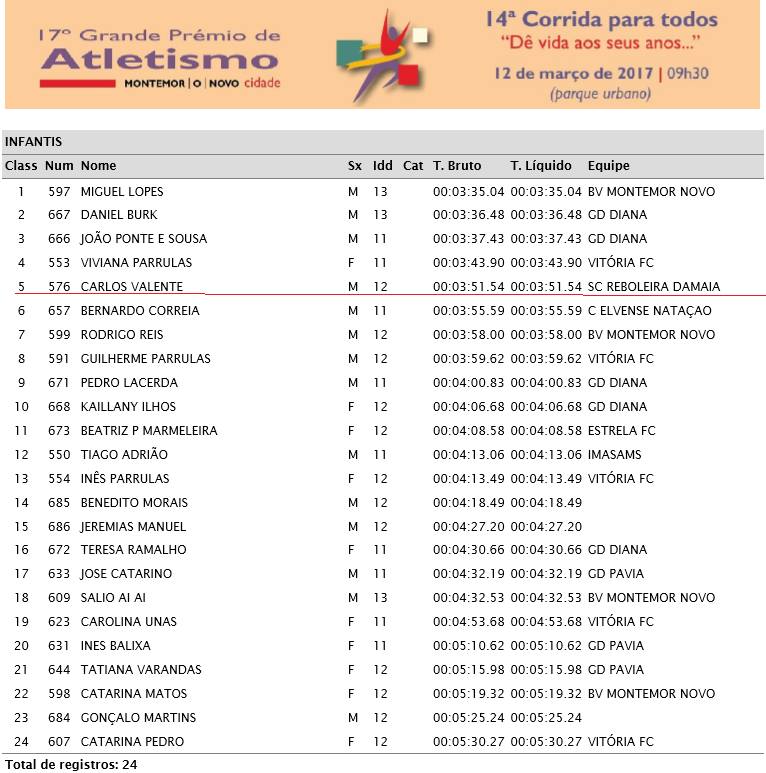 17º Grande Prémio de
Atletismo
MONTEMOR|O|NOVO cidade
14ª Corrida para todos
“Dê vida aos seus anos...”
12 de março de 2017 | 09h30
(parque urbano)
INFANTIS
Class Num Nome Sx Idd Cat T. Bruto T. Líquido Equipe
1 597 MIGUEL LOPES M 13 00:03:35.04 00:03:35.04 BV MONTEMOR NOVO
2 667 DANIEL BURK M 13 00:03:36.48 00:03:36.48 GD DIANA
3 666 JOÃO PONTE E SOUSA M 11 00:03:37.43 00:03:37.43 GD DIANA
4 553 VIVIANA PARRULAS F 11 00:03:43.90 00:03:43.90 VITÓRIA FC
5 576 CARLOS VALENTE M 12 00:03:51.54 00:03:51.54 SC REBOLEIRA DAMAIA
6 657 BERNARDO CORREIA M 11 00:03:55.59 00:03:55.59 C ELVENSE NATAÇAO
7 599 RODRIGO REIS M 12 00:03:58.00 00:03:58.00 BV MONTEMOR NOVO
8 591 GUILHERME PARRULAS M 12 00:03:59.62 00:03:59.62 VITÓRIA FC
9 671 PEDRO LACERDA M 11 00:04:00.83 00:04:00.83 GD DIANA
10 668 KAILLANY ILHOS F 12 00:04:06.68 00:04:06.68 GD DIANA
11 673 BEATRIZ P MARMELEIRA F 12 00:04:08.58 00:04:08.58 ESTRELA FC
12 550 TIAGO ADRIÃO M 11 00:04:13.06 00:04:13.06 IMASAMS
13 554 INÊS PARRULAS F 12 00:04:13.49 00:04:13.49 VITÓRIA FC
14 685 BENEDITO MORAIS M 12 00:04:18.49 00:04:18.49
15 686 JEREMIAS MANUEL M 12 00:04:27.20 00:04:27.20
16 672 TERESA RAMALHO F 11 00:04:30.66 00:04:30.66 GD DIANA
17 633 JOSE CATARINO M 11 00:04:32.19 00:04:32.19 GD PAVIA
18 609 SALIO AI AI M 13 00:04:32.53 00:04:32.53 BV MONTEMOR NOVO
19 623 CAROLINA UNAS F 11 00:04:53.68 00:04:53.68 VITÓRIA FC
20 631 INES BALIXA F 11 00:05:10.62 00:05:10.62 GD PAVIA
21 644 TATIANA VARANDAS F 12 00:05:15.98 00:05:15.98 GD PAVIA
22 598 CATARINA MATOS F 12 00:05:19.32 00:05:19.32 BV MONTEMOR NOVO
23 684 GONÇALO MARTINS M 12 00:05:25.24 00:05:25.24
24 607 CATARINA PEDRO F 12 00:05:30.27 00:05:30.27 VITÓRIA FC
Total de registros: 24